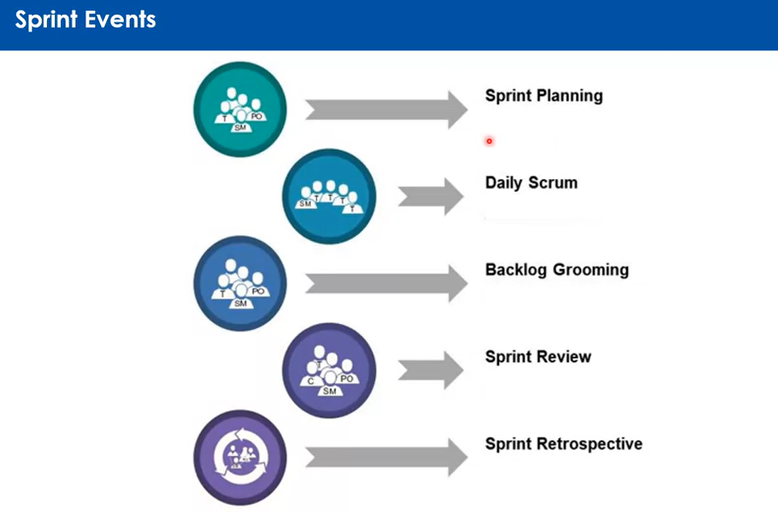 Sprint Events
T PO
SM
Sprint Planning
SM T T T T
Daily Scrum
T PO
SM
Backlog Grooming
T
C PO
SM
Sprint Review
Sprint Retrospective